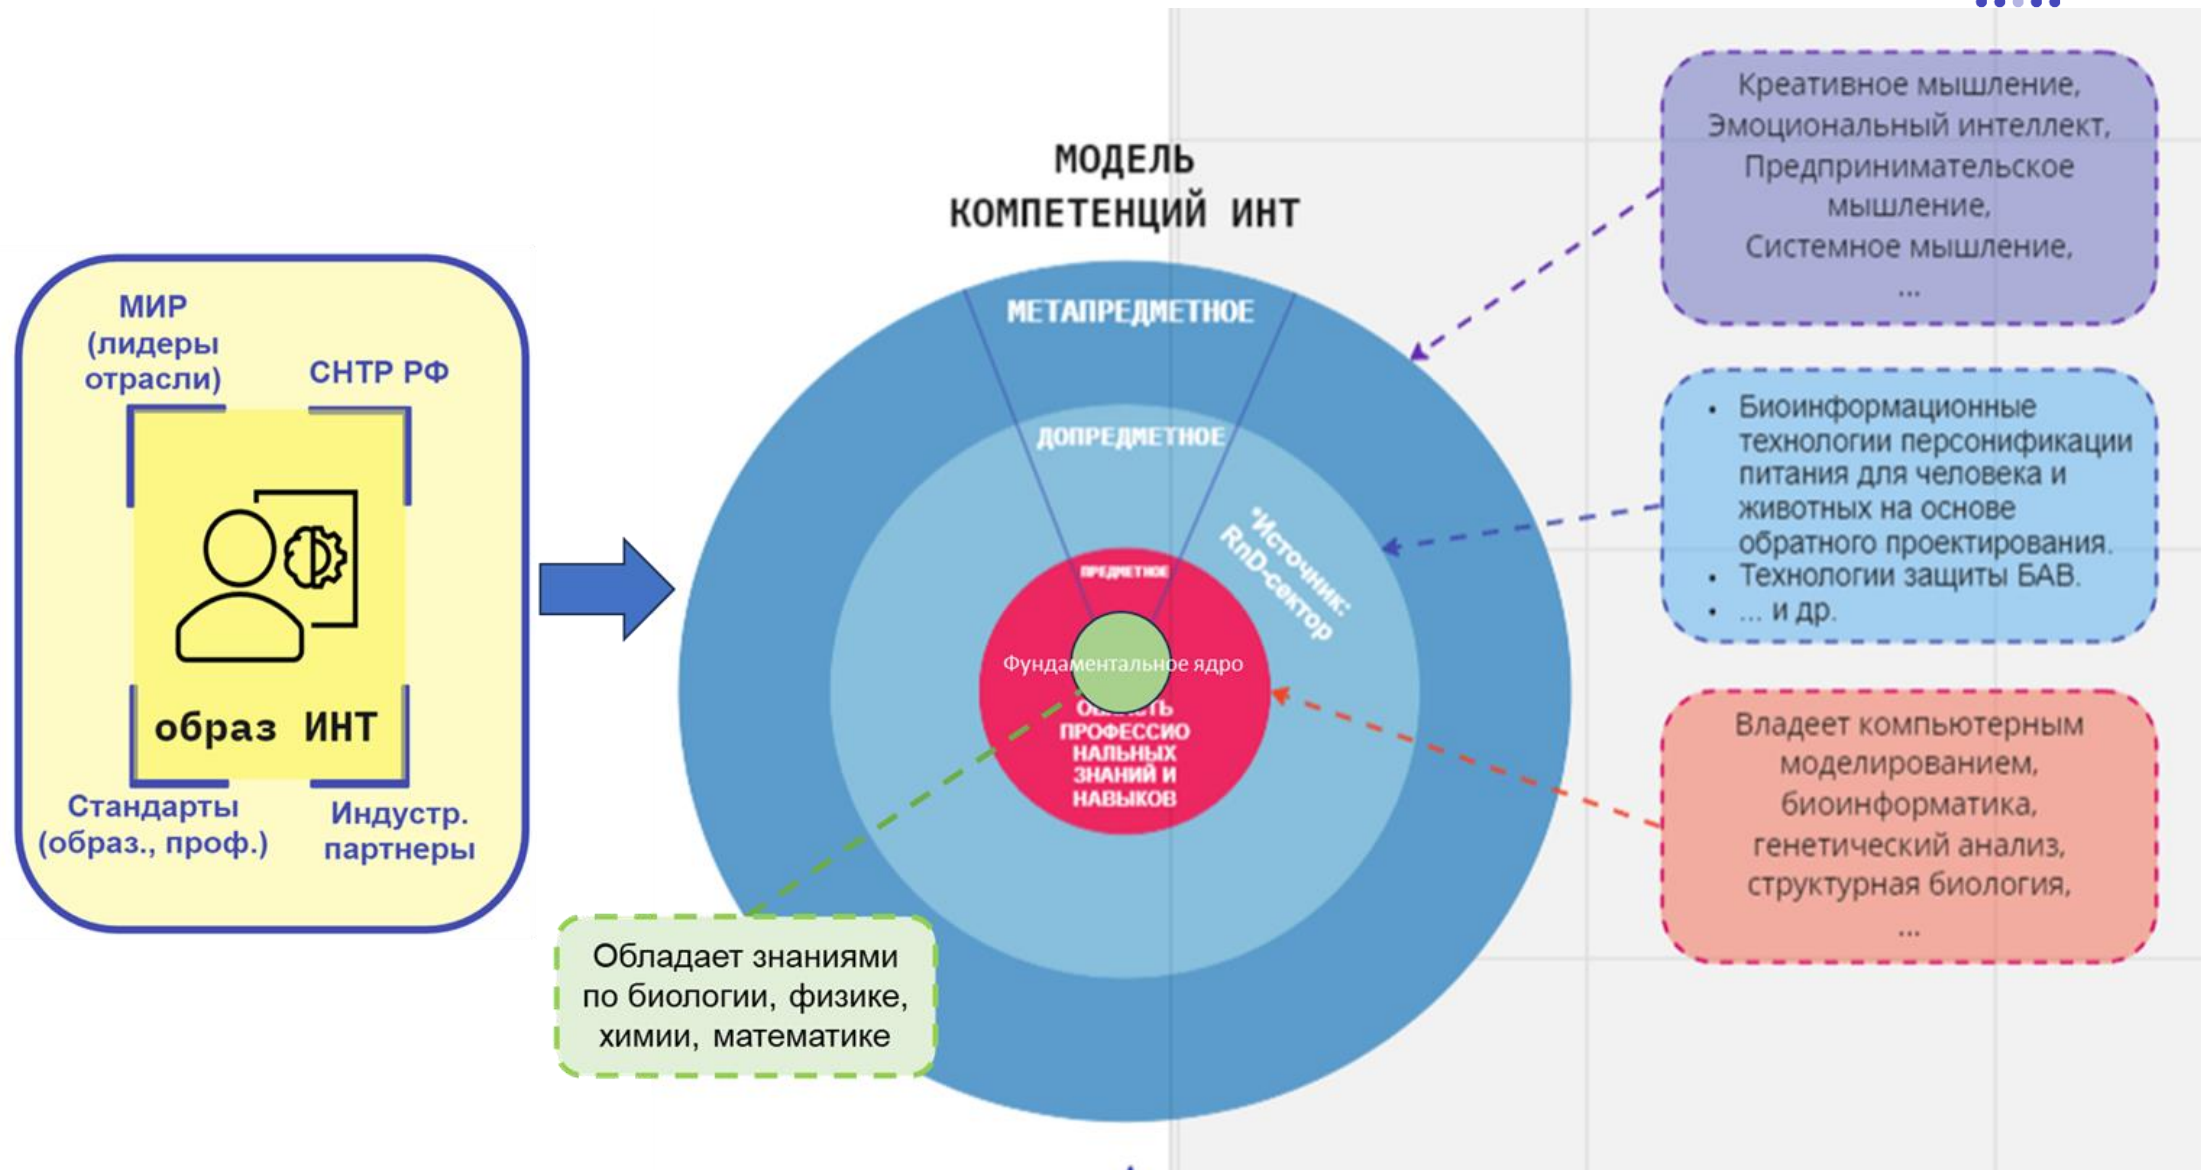 МИР
(лидеры
отрасли)
СНТР РФ
образ ИНТ
Стандарты
(образ., проф.)
Индустр.
партнеры
МОДЕЛЬ
КОМПЕТЕНЦИЙ ИНТ
МЕТАПРЕДМЕТНОЕ
ДОПРЕДМЕТНОЕ
*Источник:
RnD-сектор
ПРЕДМЕТНОЕ
Фундаментальное ядро
ПРОФЕССИО
НАЛЬНЫХ
ЗНАНИЙ И
НАВЫКОВ
Обладает знаниями
по биологии, физике,
химии, математике
Креативное мышление,
Эмоциональный интеллект,
Предпринимательское
мышление,
Системное мышление,
...
• Биоинформационные
технологии персонификации
питания для человека и
животных на основе
обратного проектирования.
• Технологии защиты БАВ.
• ... и др.
Владеет компьютерным
моделированием,
биоинформатика,
генетический анализ,
структурная биология,
...